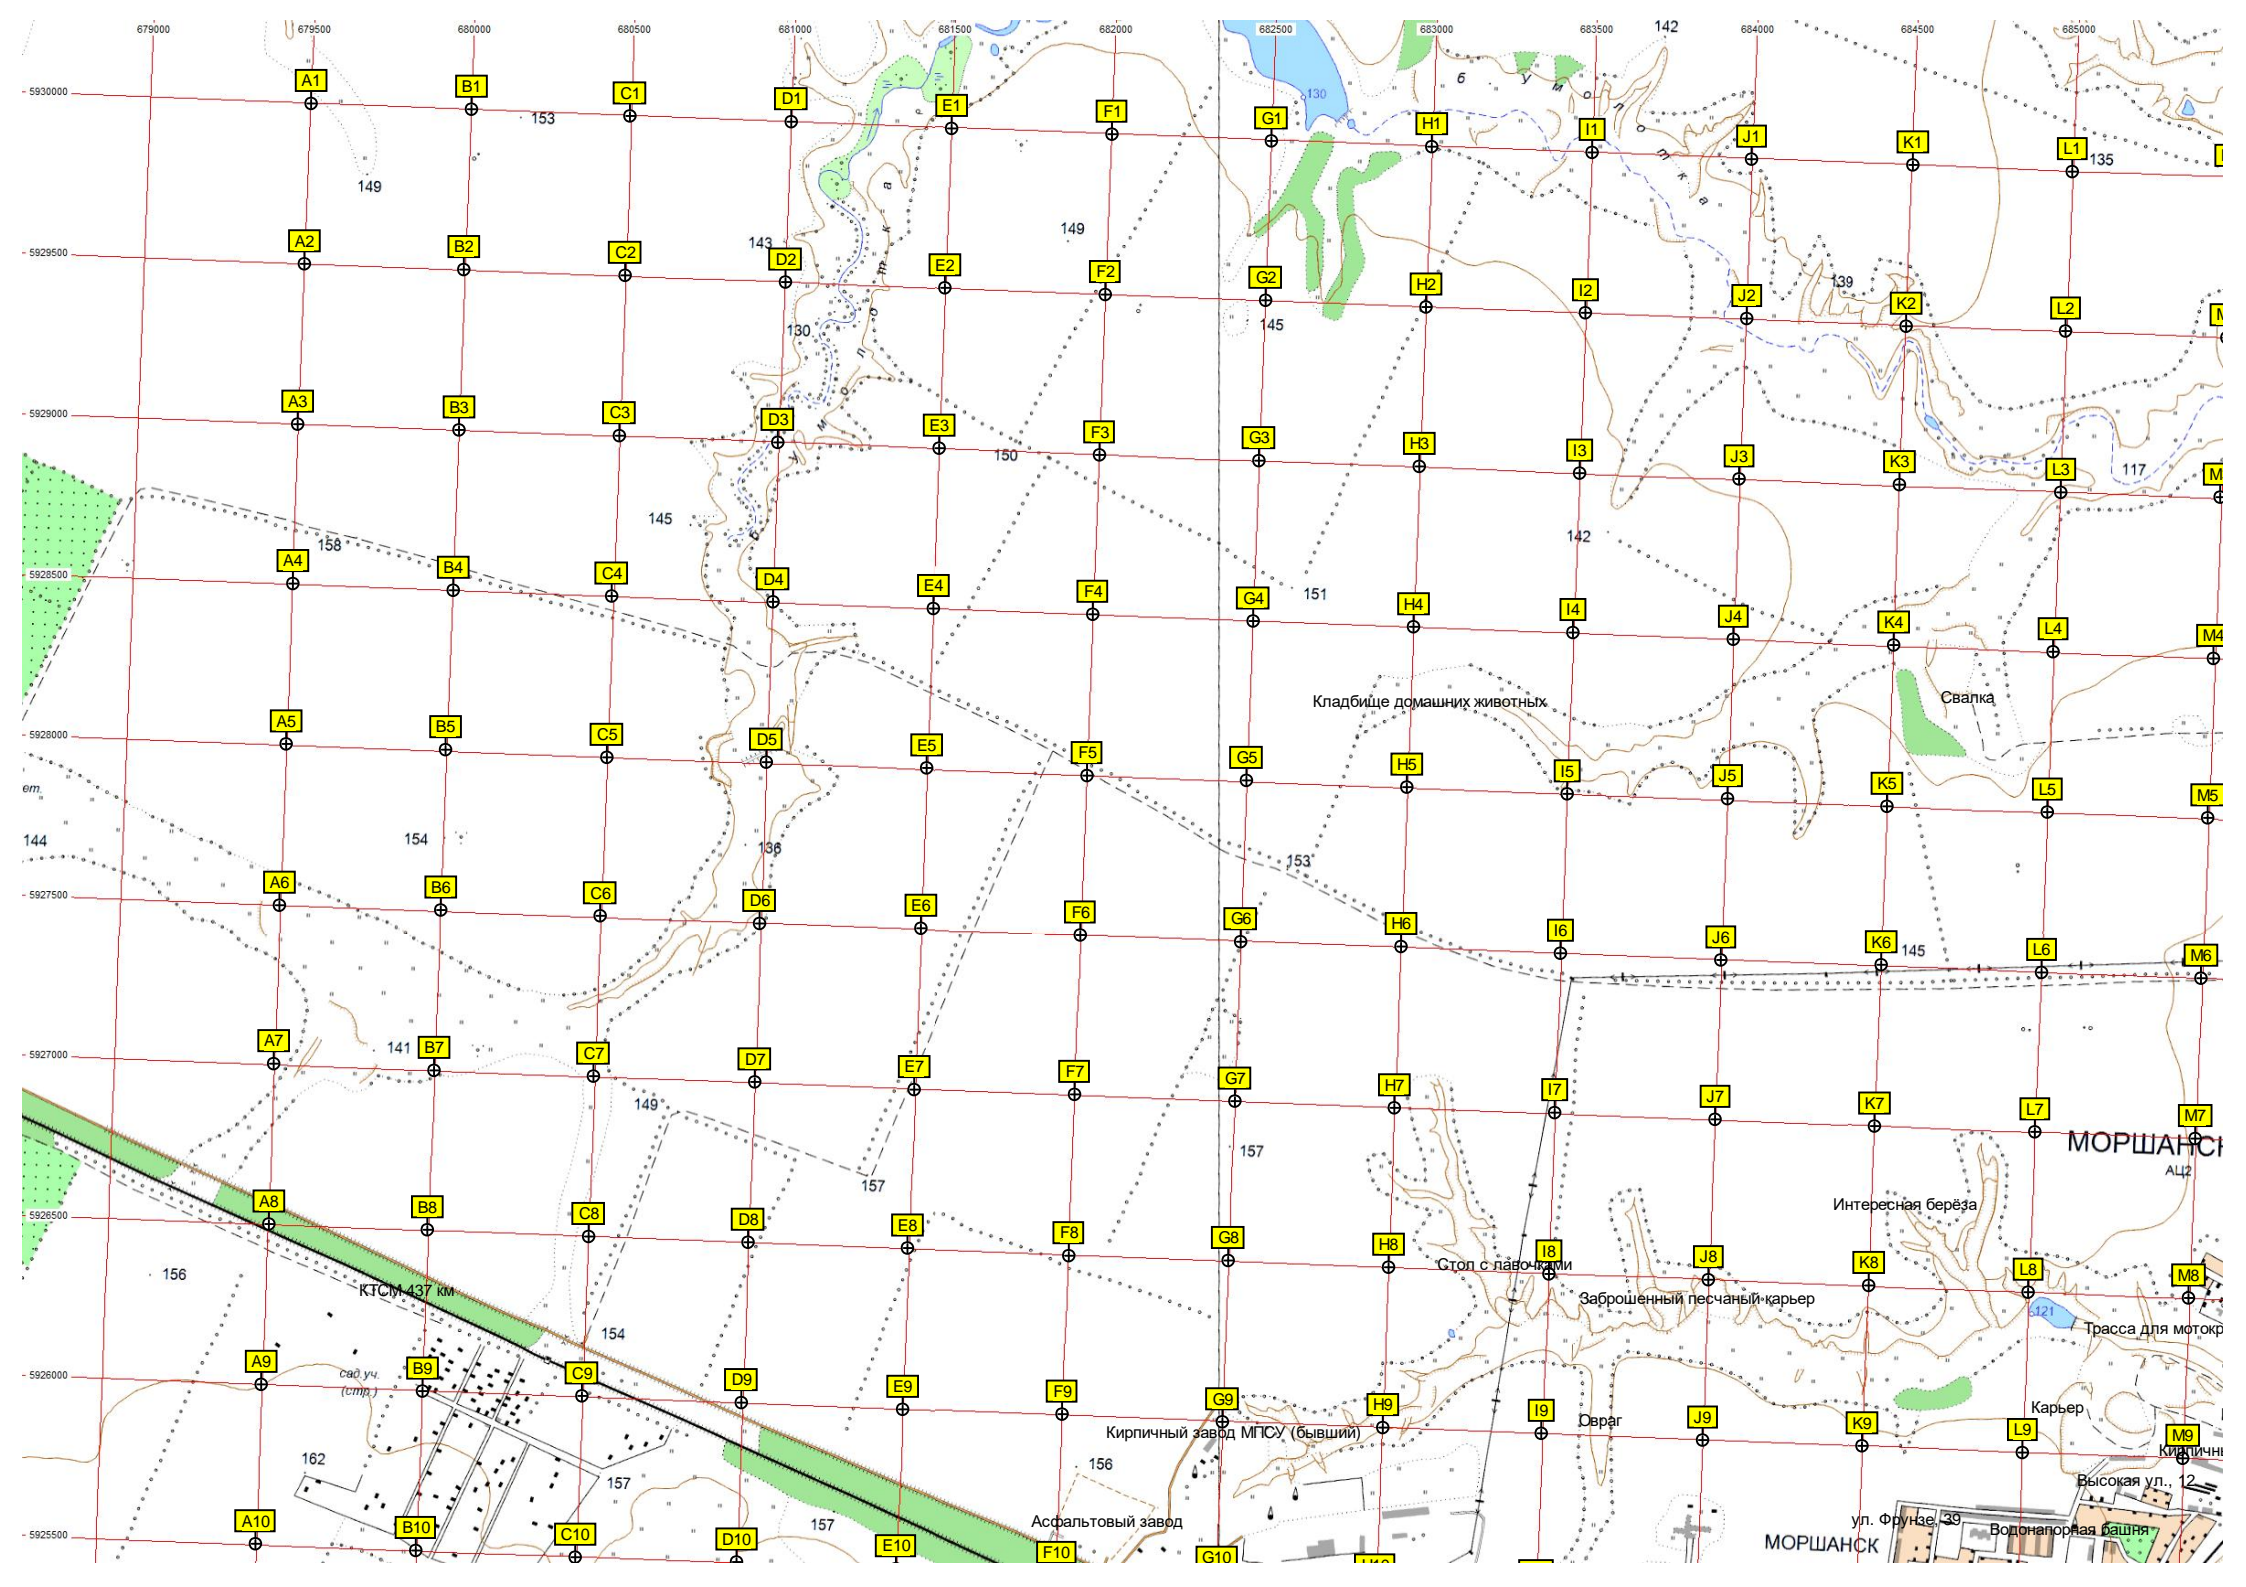 679000 679500 680000 680500 681000 681500 682000 682500 683000 683500 684000 684500 685000
142
б у м о л о т к а
130
5930000
A1 B1 C1 D1 E1 F1 G1 H1 I1 J1 K1 L1
153
135
149
149
143
5929500
A2 B2 C2 D2 E2 F2 G2 H2 I2 J2 K2 L2
139
130
145
б у м о л о т к а р
5929000
A3 B3 C3 D3 E3 F3 G3 H3 I3 J3 K3 L3 M
150
117
145
158
142
5928500
A4 B4 C4 D4 E4 F4 G4 H4 I4 J4 K4 L4 M4
151
Кладбище домашних животных
Свалка
5928000
A5 B5 C5 D5 E5 F5 G5 H5 I5 J5 K5 L5 M5
ет.
144
154
136
153
5927500
A6 B6 C6 D6 E6 F6 G6 H6 I6 J6 K6 L6 M6
145
5927000
A7 B7 C7 D7 E7 F7 G7 H7 I7 J7 K7 L7 M7
141
149
157
МОРШАНСК
АЦ2
157
Интересная берёза
5926500
A8 B8 C8 D8 E8 F8 G8 H8 I8 J8 K8 L8 M8
Стол с лавочками
156
КТСМ 437 км
Заброшенный песчаный карьер
121
Трасса для мотокр
154
5926000
A9 B9 C9 D9 E9 F9 G9 H9 I9 J9 K9 L9 M9
сад.уч.
(стр.)
Карьер
Овраг
Кирпичный завод МПСУ (бывший)
Кирпичн
162
156
157
Высокая ул., 12
5925500
A10 B10 C10 D10 E10 F10 G10 H10
157
Асфальтовый завод
ул. Фрунзе, 39
Водонапорная башня
МОРШАНСК